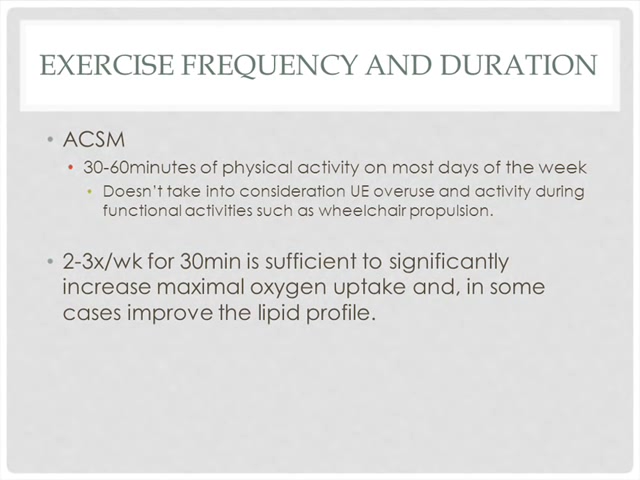 EXERCISE FREQUENCY AND DURATION
• ACSM
• 30-60minutes of physical activity on most days of the week
• Doesn't take into consideration UE overuse and activity during
functional activities such as wheelchair propulsion.
• 2-3x/wk for 30min is sufficient to significantly
increase maximal oxygen uptake and, in some
cases improve the lipid profile.